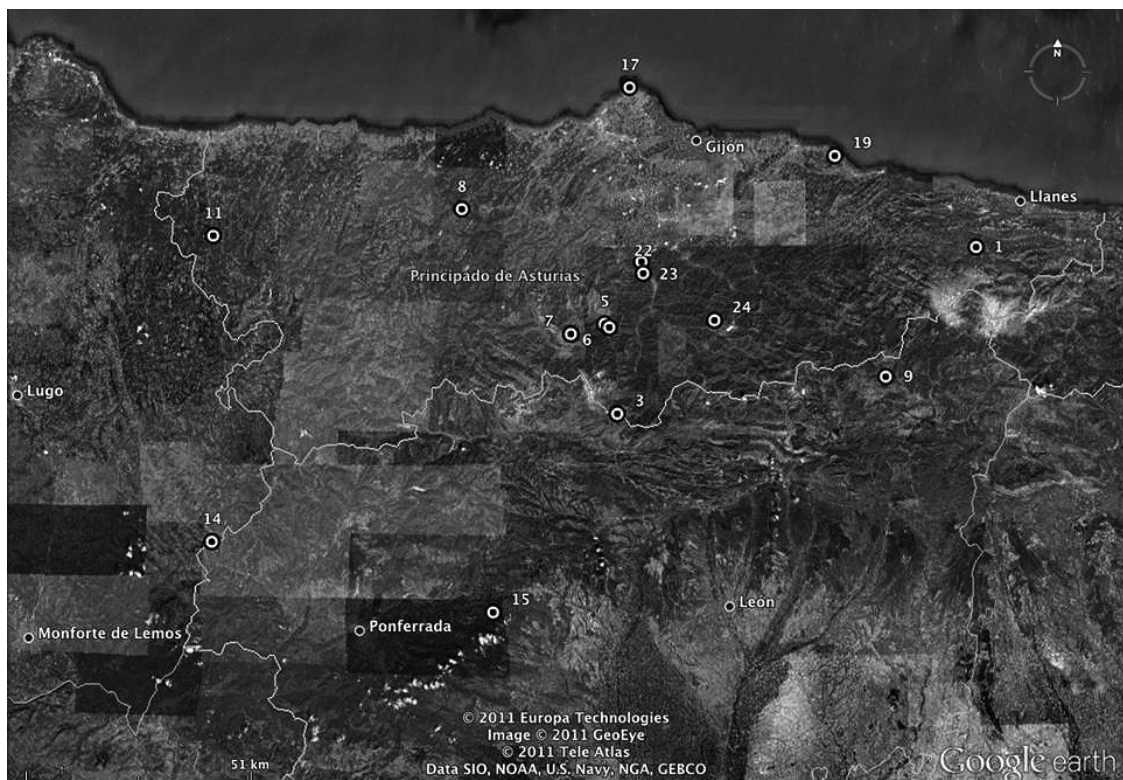 17
N
Gijón
19
8
Llanes
11
1
22
Principado de Asturias
23
5
24
7
6
9
Lugo
3
14
15
León
Ponferrada
Monforte de Lemos
© 2011 Europa Technologies
Image © 2011 GeoEye
© 2011 Tele Atlas
51 km
Data SIO, NOAA, U.S. Navy, NGA, GEBCO
Google earth